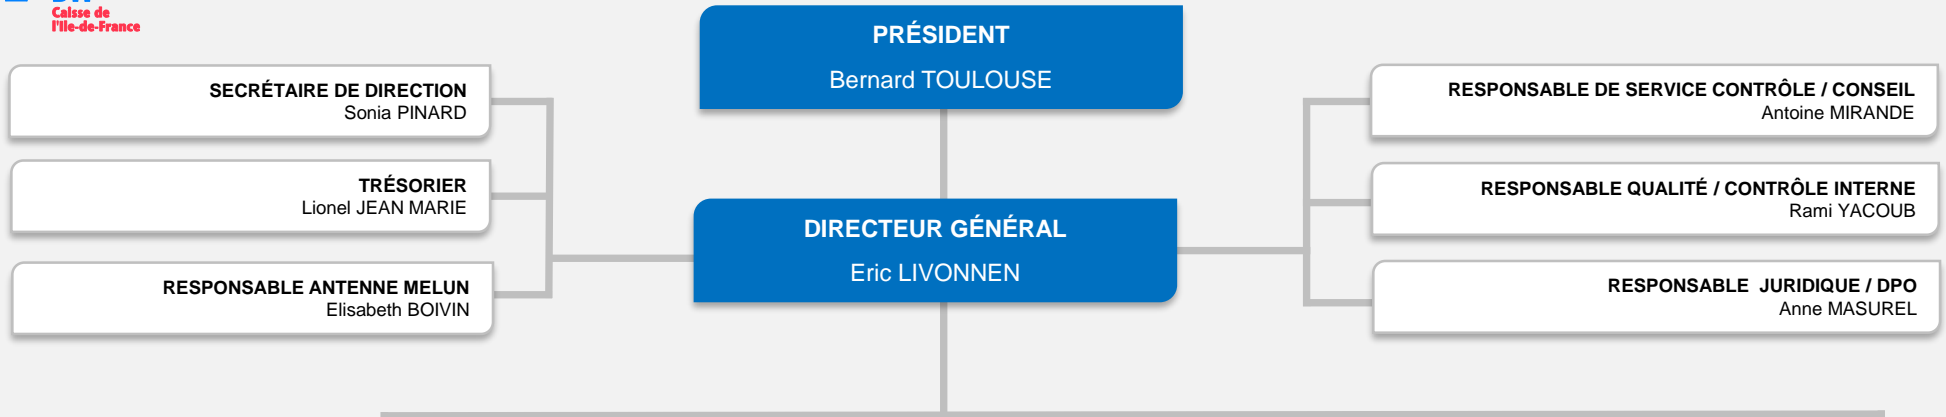 Caisse de
l'Ile-de-France
PRÉSIDENT
Bernard TOULOUSE
SECRÉTAIRE DE DIRECTION
Sonia PINARD
TRÉSORIER
Lionel JEAN MARIE
RESPONSABLE ANTENNE MELUN
Elisabeth BOIVIN
DIRECTEUR GÉNÉRAL
Eric LIVONNEN
RESPONSABLE DE SERVICE CONTRÔLE / CONSEIL
Antoine MIRANDE
RESPONSABLE QUALITÉ / CONTRÔLE INTERNE
Rami YACOUB
RESPONSABLE JURIDIQUE / DPO
Anne MASUREL